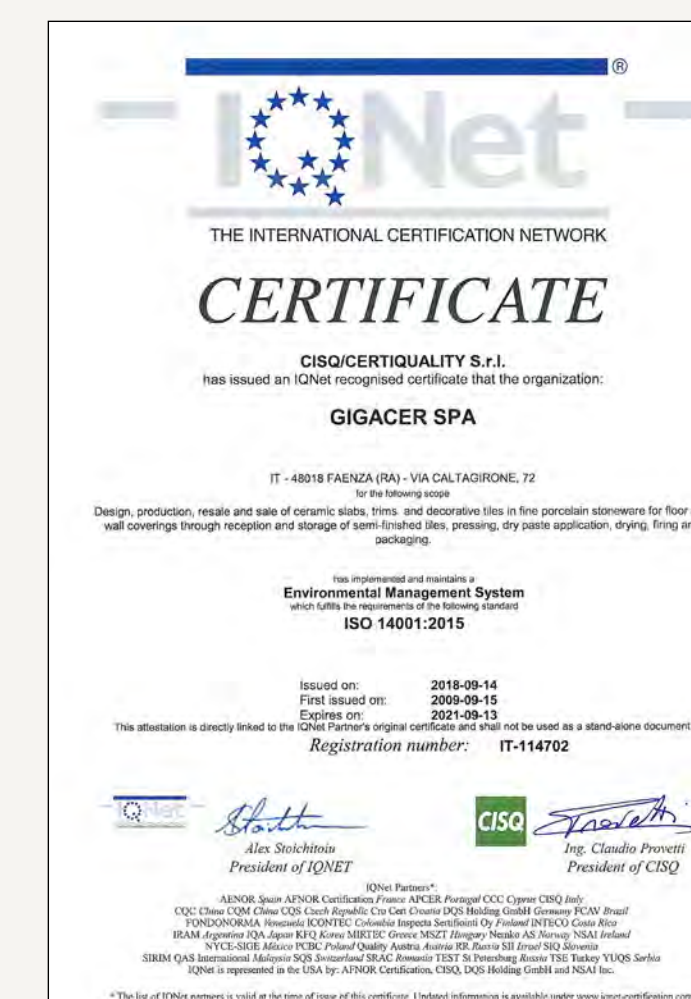 IQNet ®
THE INTERNATIONAL CERTIFICATION NETWORK
CERTIFICATE
CISQ/CERTIQUALITY S.r.l.
has issued an IQNet recognised certificate that the organization:
GIGACER SPA
IT - 48018 FAENZA (RA) - VIA CALTAGIRONE, 72
for the following scope
Design, production, resale and sale of ceramic slabs, trims and decorative tiles in fine porcelain stoneware for floor
wall coverings through reception and storage of semi-finished tiles, pressing, dry paste application, drying, firing
packaging.
has implemented and maintains a
Environmental Management System
which fulfills the requirements of the following standard
ISO 14001:2015
Issued on: 2018-09-14
First issued on: 2009-09-15
Expires on: 2021-09-13
This attestation is directly linked to the IQNet Partner's original certificate and shall not be used as a stand-alone document
Registration number: IT-114702
IQNet
CISQ
Alex Stoichitoiu
President of IQNET
Ing. Claudio Provetti
President of CISQ
IQNet Partners*:
AENOR Spain AFNOR Certification France APCER Portugal CCC Cyprus CISQ Italy
CQC China CQM China CQS Czech Republic Cro Cert Croatia DQS Holding GmbH Germany FCAV Brazil
FONDONORMA Venezuela ICONTEC Colombia Inspecta Sertifiointi Oy Finland INTECO Costa Rica
IRAM Argentina JQA Japan KFQ Korea MIRTEC Greece MSZT Hungary Nemko AS Norway NSAI Ireland
NYCE-SIGE México PCBC Poland Quality Austria Austria RR Russia SII Israel SIQ Slovenia
SIRIM QAS International Malaysia SQS Switzerland SRAC Romania TEST St Petersburg Russia TSE Turkey YUQS Serbia
IQNet is represented in the USA by: AFNOR Certification, CISQ, DQS Holding GmbH and NSAI Inc.
* The list of IQNet partners is valid at the time of issue of this certificate. Updated information is available under www.iqnet-certification.com